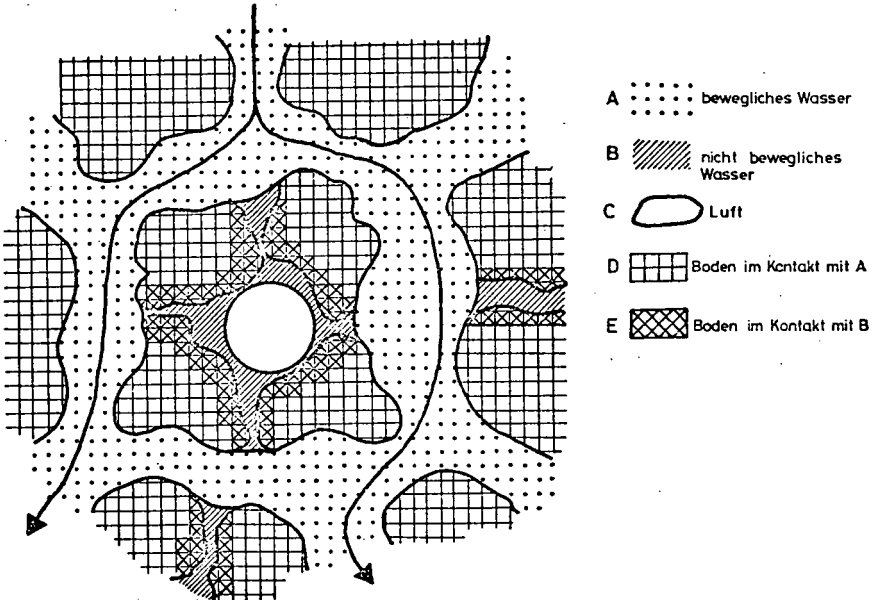 A bewegliches Wasser
B nicht bewegliches
Wasser
C Luft
D Boden im Kontakt mit A
E Boden im Kontakt mit B